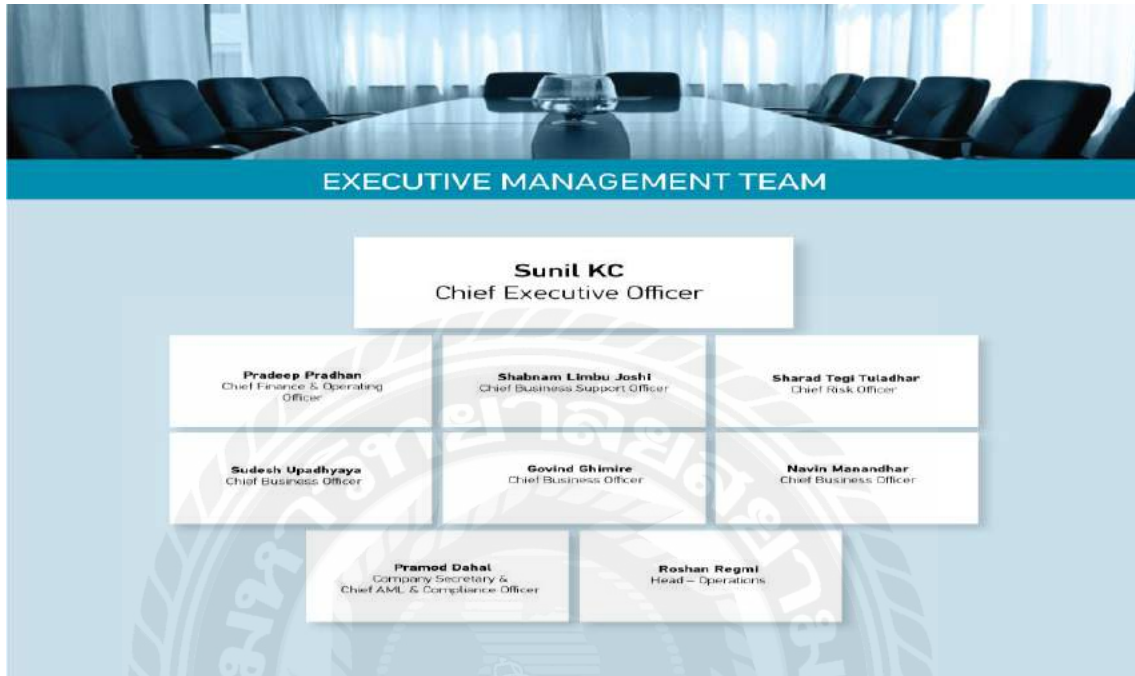 EXECUTIVE MANAGEMENT TEAM
Sunil KC
Chief Executive Officer
Pradeep Pradhan
Chief Finance & Operating
Officer
Shabnam Limbu Joshi
Chief Business Support Officer
Sharad Tegi Tuladhar
Chief Risk Officer
Sudesh Upadhyaya
Chief Business Officer
Govind Ghimire
Chief Business Officer
Navin Manandhar
Chief Business Officer
Pramod Dahal
Company Secretary &
Chief AML & Compliance Officer
Roshan Regmi
Head – Operations